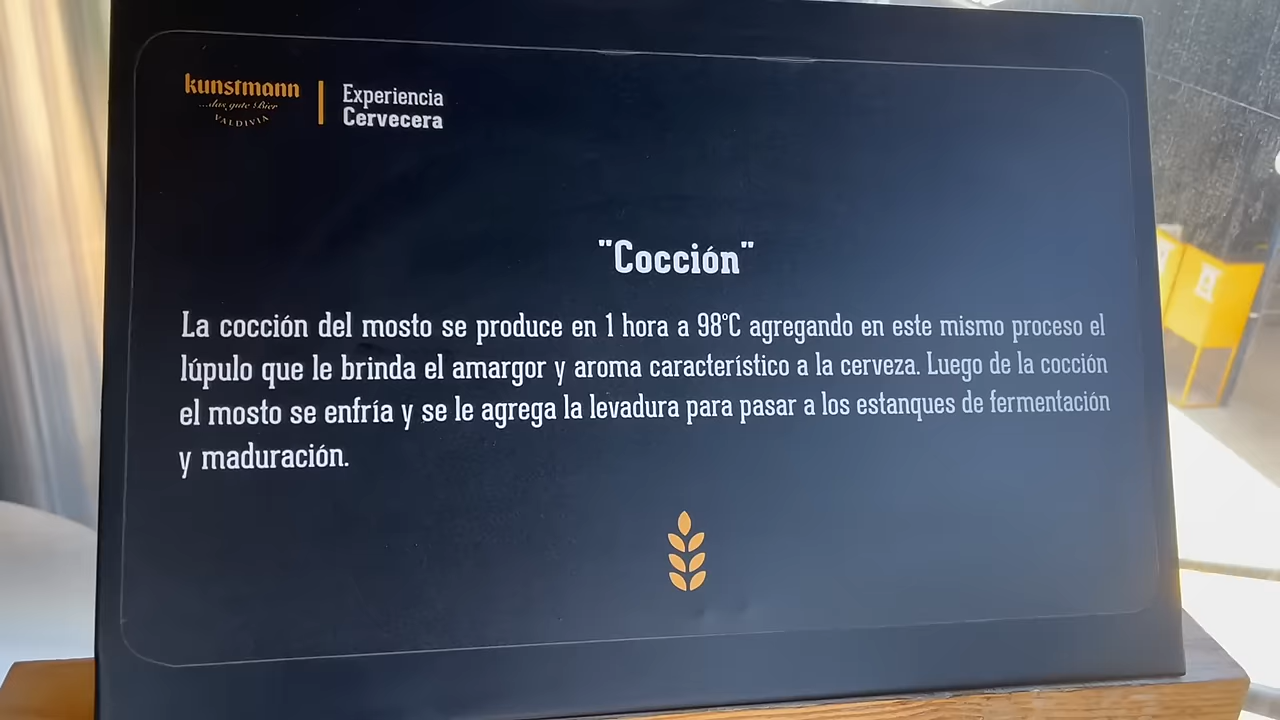 kunstmann
...das gute Bier
VALDIVIA
Experiencia
Cervecera
"Cocción"
La cocción del mosto se produce en 1 hora a 98°C agregando en este mismo proceso el
lúpulo que le brinda el amargor y aroma característico a la cerveza. Luego de la cocción
el mosto se enfría y se le agrega la levadura para pasar a los estanques de fermentación
y maduración.